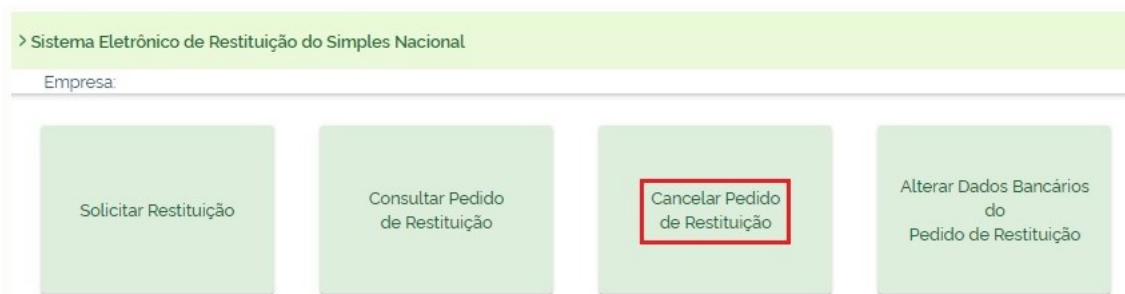 > Sistema Eletrônico de Restituição do Simples Nacional
Empresa:
Solicitar Restituição
Consultar Pedido
de Restituição
Cancelar Pedido
de Restituição
Alterar Dados Bancários
do
Pedido de Restituição